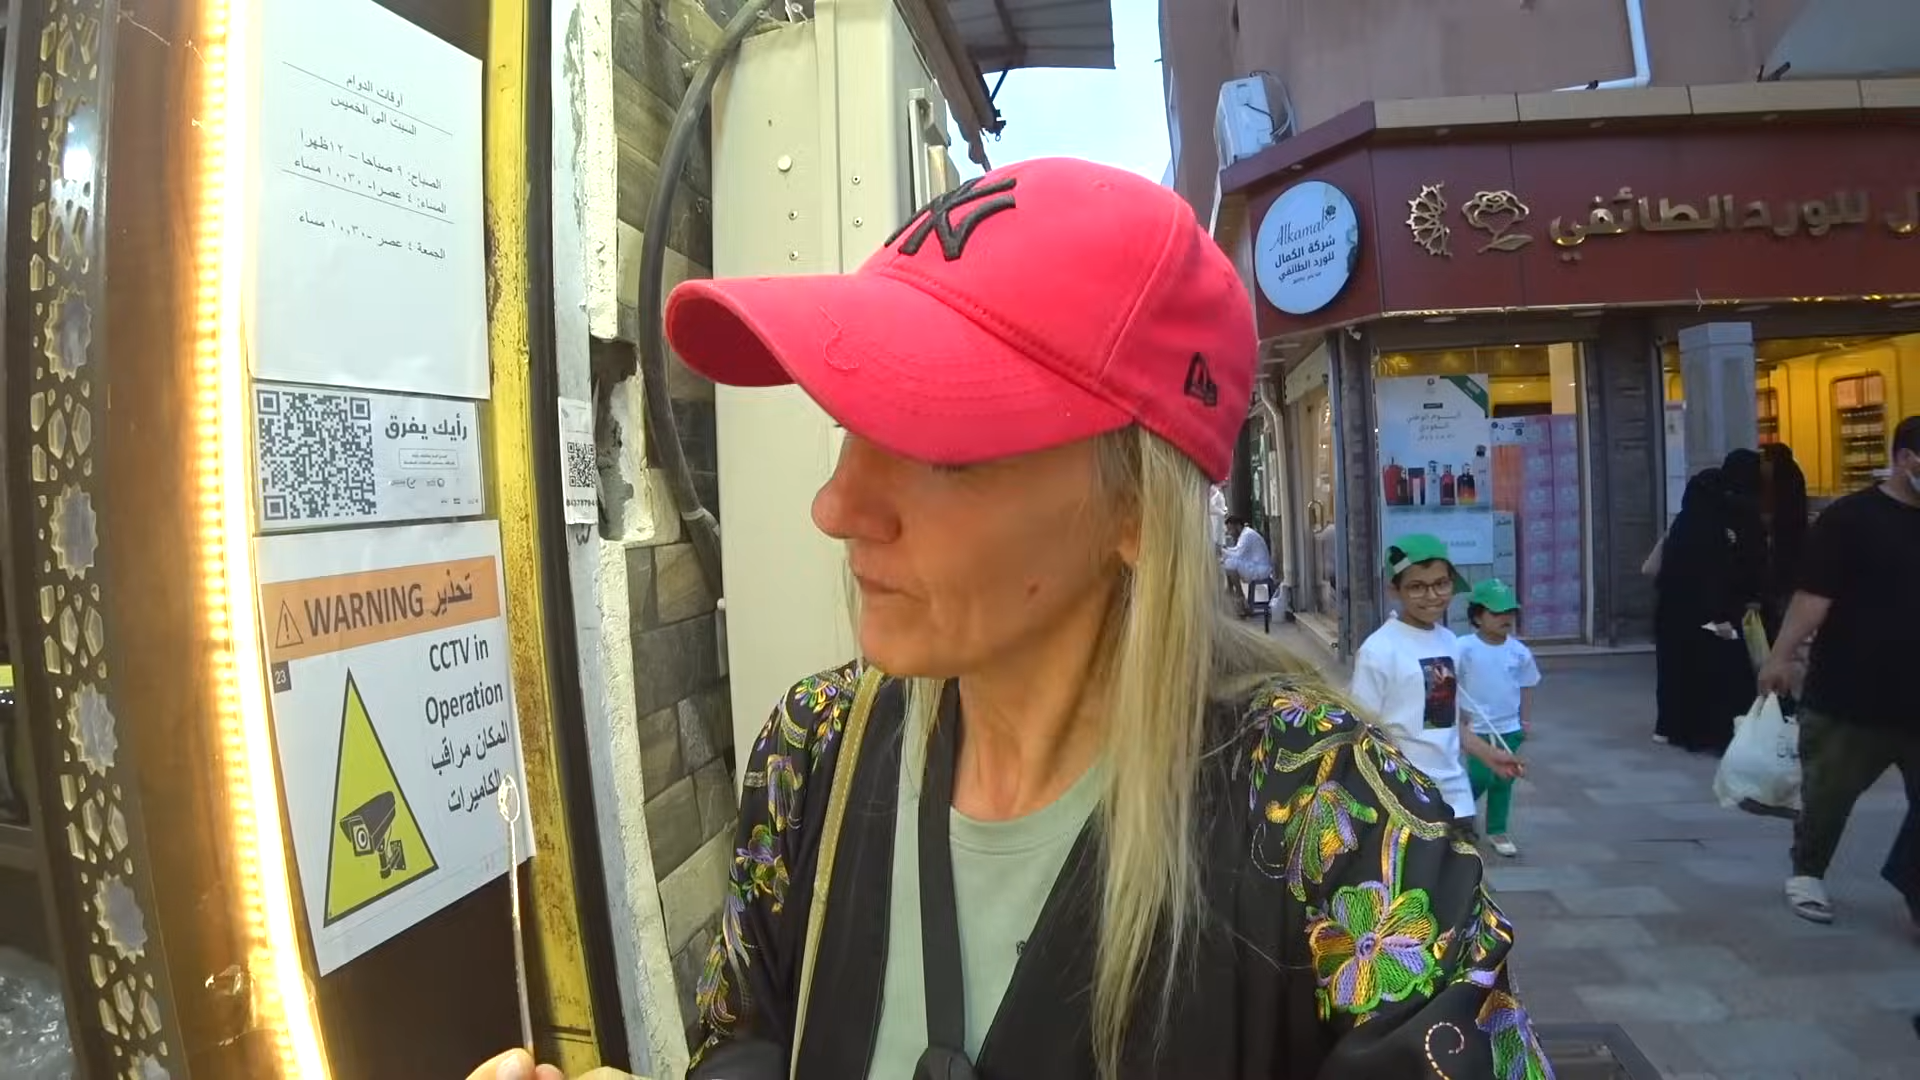 أوقات الدوام
السبت الى الخميس
الصباح: ٩ صباحا – ١٢ظهرا
المساء: ٤ عصرا- ١٠,٣٠ مساء
الجمعة ٤ عصر -١٠,٣٠ مساء
رأيك يفرق
WARNING تحذير
23
CCTV in
Operation
المكان مراقب
بالكاميرات
NY
Alkamal
شركة الكمال
للورد الطائفي
ل للورد الطائفي